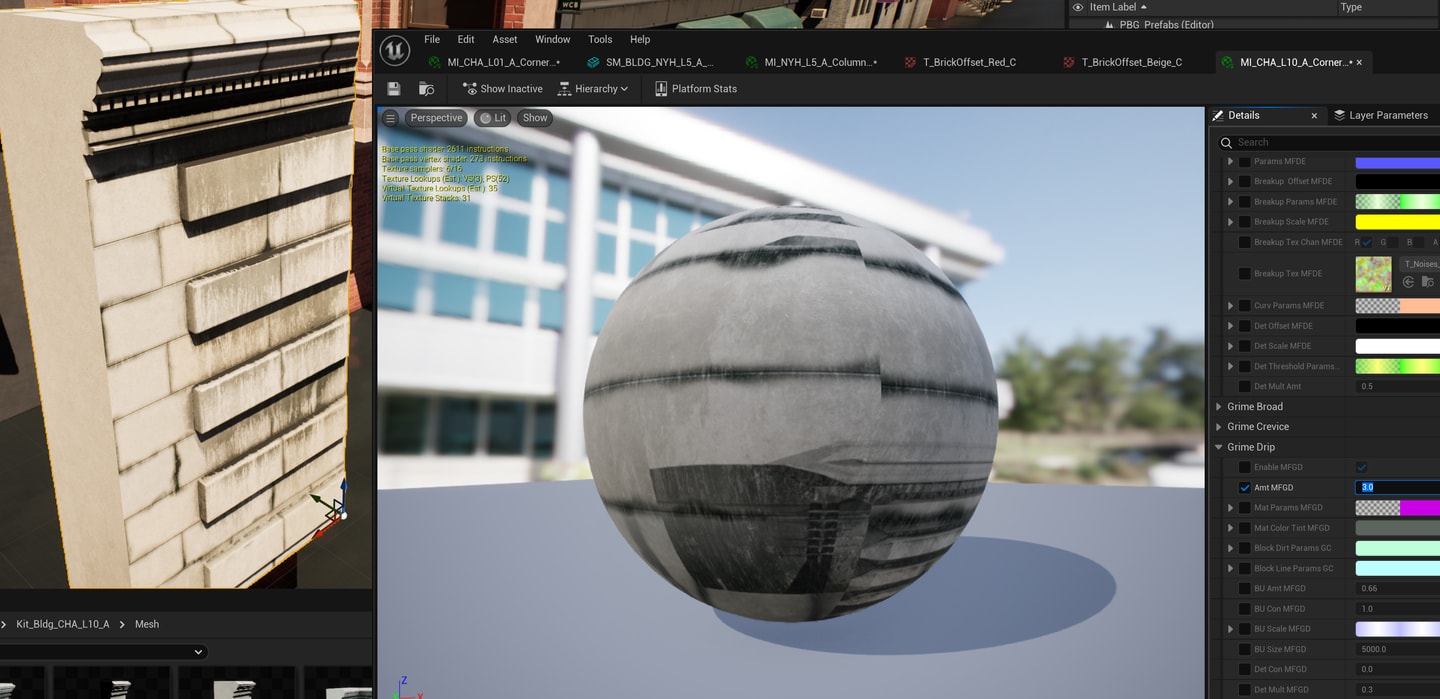 WCB
Item Label
Type
PBG_Prefabs (Editor)
File Edit Asset Window Tools Help
MI_CHA_L01_A_Corner...*
SM_BLDG_NYH_L5_A_...
MI_NYH_L5_A_Column...*
T_BrickOffset_Red_C
T_BrickOffset_Beige_C
MI_CHA_L10_A_Corner...*
Show Inactive
Hierarchy
Platform Stats
Perspective
Lit
Show
Base pass shader: 2611 instructions
Base pass vertex shader: 273 instructions
Texture samplers: 6/16
Texture Lookups (Est.): VS(3), PS(52)
Virtual Texture Lookups (Est.): 35
Virtual Texture Stacks: 31
Details
Layer Parameters
Search
Params MFDE
Breakup Offset MFDE
Breakup Params MFDE
Breakup Scale MFDE
Breakup Tex Chan MFDE R G B A
Breakup Tex MFDE
T_Noises_
Curv Params MFDE
Det Offset MFDE
Det Scale MFDE
Det Threshold Params...
Det Mult Amt 0.5
Grime Broad
Grime Crevice
Grime Drip
Enable MFGD
Amt MFGD 3.0
Mat Params MFGD
Mat Color Tint MFGD
Block Dirt Params GC
Block Line Params GC
BU Amt MFGD 0.66
BU Con MFGD 1.0
BU Scale MFGD
BU Size MFGD 5000.0
Det Con MFGD 0.0
Det Mult MFGD 0.3
Kit_Bldg_CHA_L10_A > Mesh
Z
X